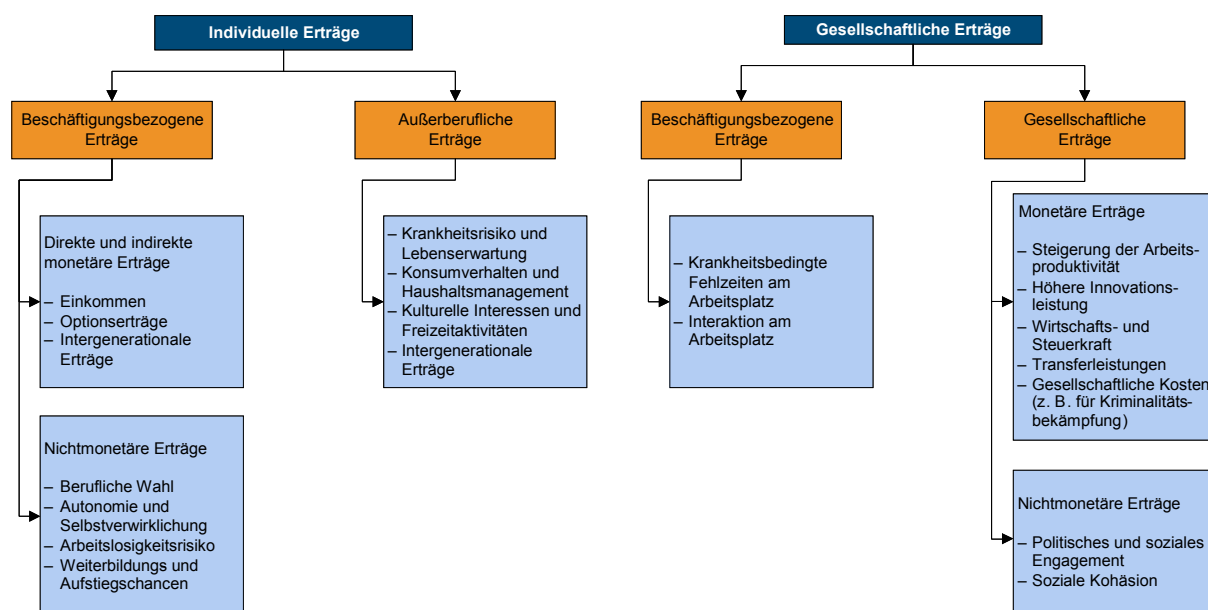 Individuelle Erträge
Gesellschaftliche Erträge
Beschäftigungsbezogene
Erträge
Außerberufliche
Erträge
Beschäftigungsbezogene
Erträge
Gesellschaftliche
Erträge
Direkte und indirekte
monetäre Erträge
– Einkommen
– Optionserträge
– Intergenerationale
Erträge
Nichtmonetäre Erträge
– Berufliche Wahl
– Autonomie und
Selbstverwirklichung
– Arbeitslosigkeitsrisiko
– Weiterbildungs und
Aufstiegschancen
– Krankheitsrisiko und
Lebenserwartung
– Konsumverhalten und
Haushaltsmanagement
– Kulturelle Interessen und
Freizeitaktivitäten
– Intergenerationale
Erträge
– Krankheitsbedingte
Fehlzeiten am
Arbeitsplatz
– Interaktion am
Arbeitsplatz
Monetäre Erträge
– Steigerung der Arbeits-
produktivität
– Höhere Innovations-
leistung
– Wirtschafts- und
Steuerkraft
– Transferleistungen
– Gesellschaftliche Kosten
(z. B. für Kriminalitäts-
bekämpfung)
Nichtmonetäre Erträge
– Politisches und soziales
Engagement
– Soziale Kohäsion